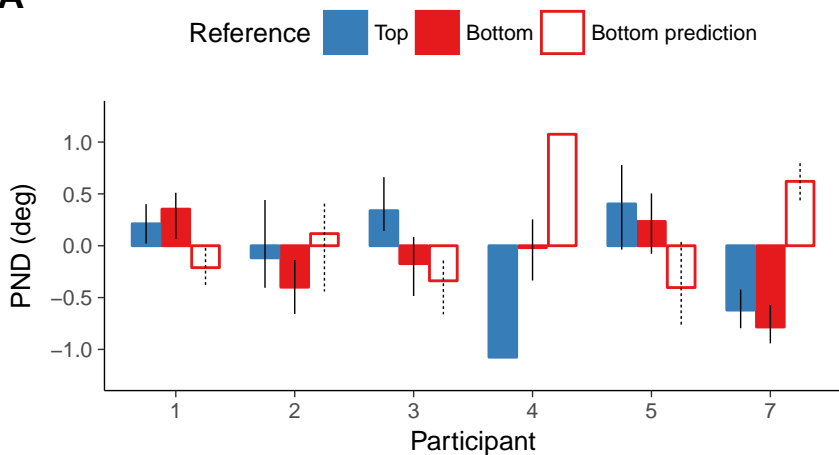 A
Reference Top Bottom Bottom prediction
1.0
0.5
0.0
−0.5
−1.0
PND (deg)
1 2 3 4 5 7
Participant